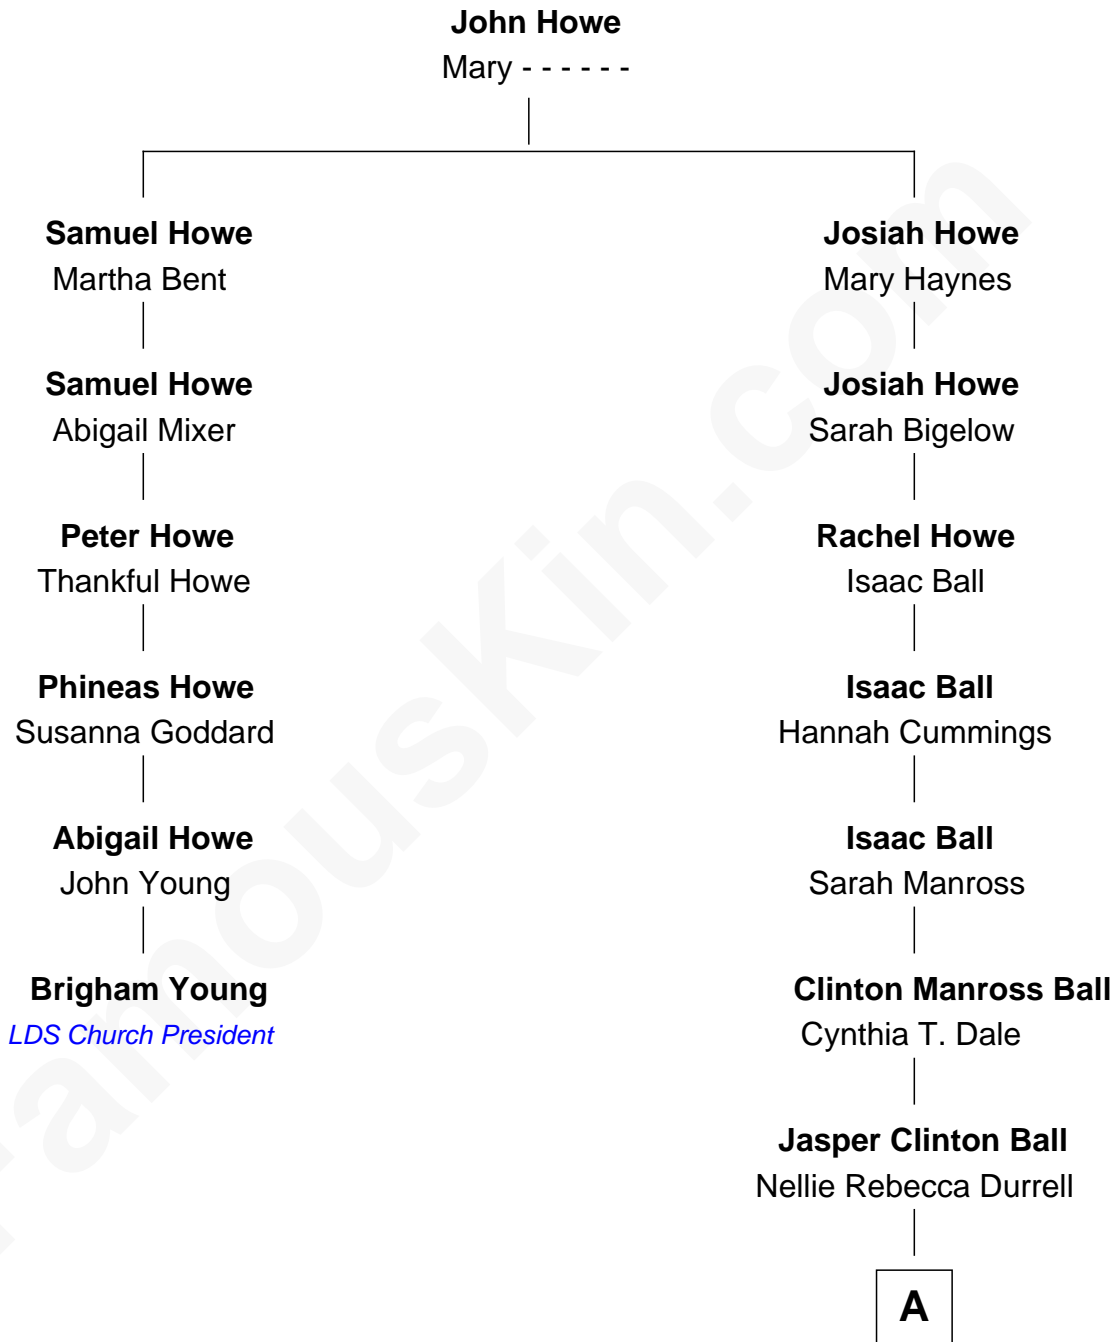 John Howe
Mary - - - - - -
Samuel Howe
Martha Bent
Josiah Howe
Mary Haynes
Samuel Howe
Abigail Mixer
Josiah Howe
Sarah Bigelow
Peter Howe
Thankful Howe
Rachel Howe
Isaac Ball
Phineas Howe
Susanna Goddard
Isaac Ball
Hannah Cummings
Abigail Howe
John Young
Isaac Ball
Sarah Manross
Brigham Young
LDS Church President
Clinton Manross Ball
Cynthia T. Dale
Jasper Clinton Ball
Nellie Rebecca Durrell
A
FamousKin.com